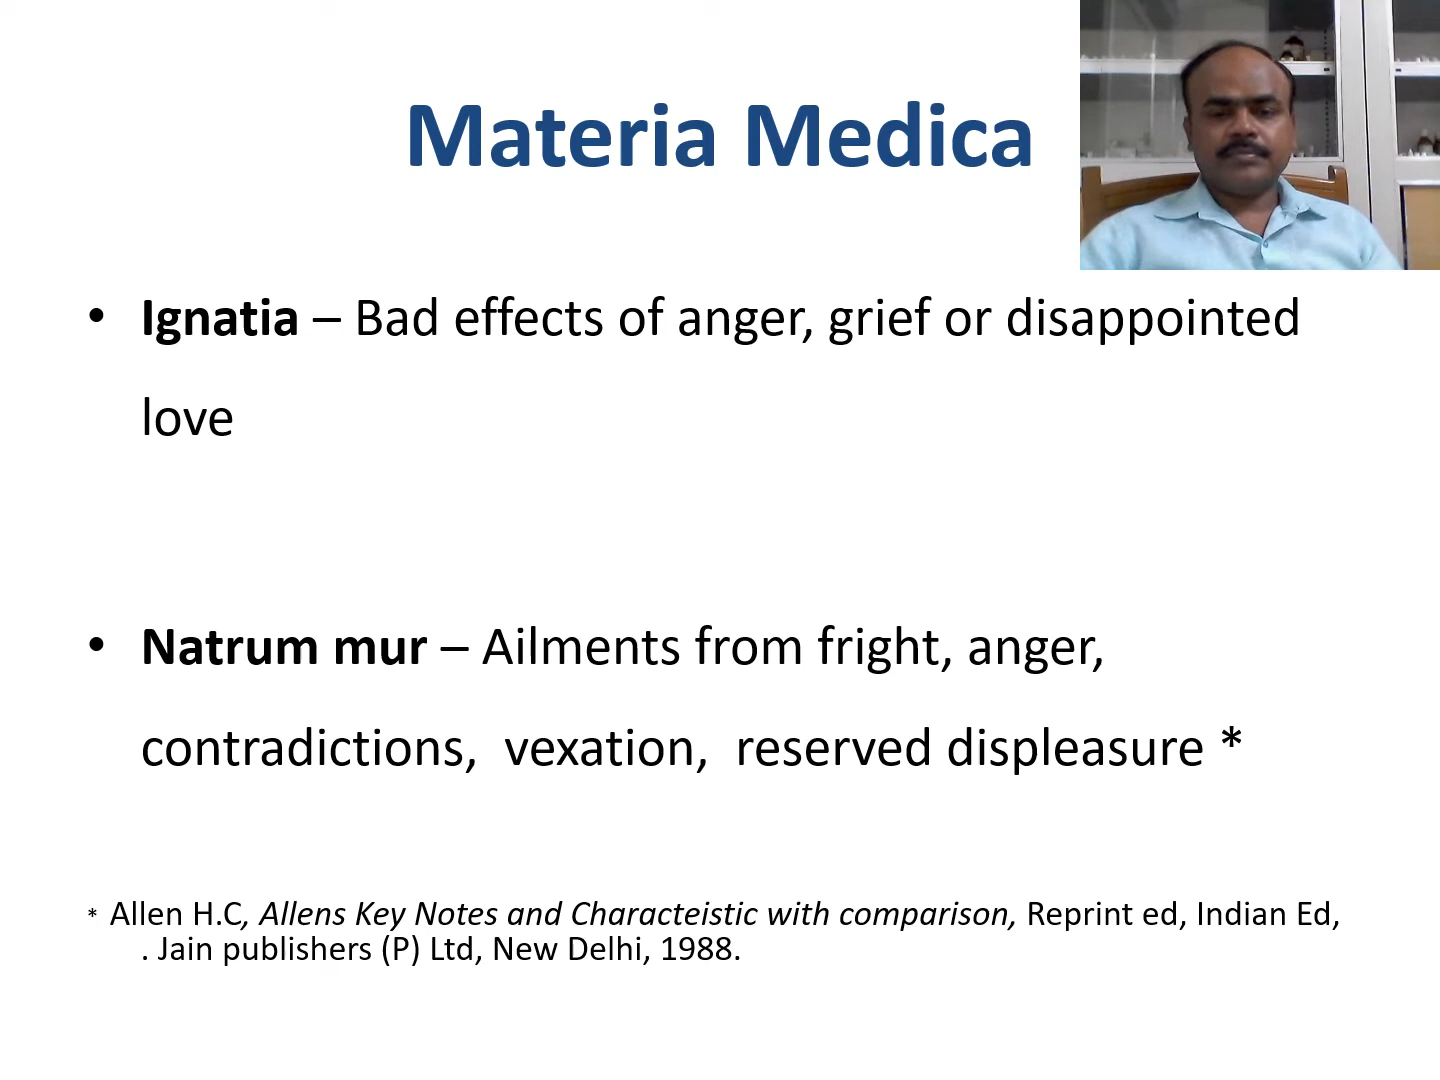 Materia Medica
• Ignatia – Bad effects of anger, grief or disappointed
love
• Natrum mur – Ailments from fright, anger,
contradictions, vexation, reserved displeasure *
* Allen H.C, Allens Key Notes and Characteistic with comparison, Reprint ed, Indian Ed,
. Jain publishers (P) Ltd, New Delhi, 1988.